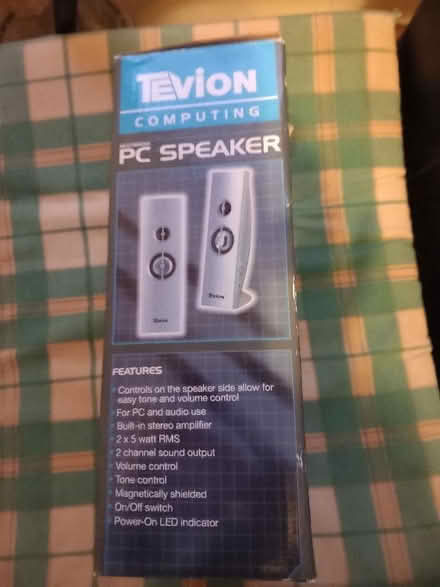 TEVION
COMPUTING
PC SPEAKER
Tevion
Tevion
FEATURES
Controls on the speaker side allow for
easy tone and volume control
For PC and audio use
Built-in stereo amplifier
2 x 5 watt RMS
2 channel sound output
Volume control
Tone control
Magnetically shielded
On/Off switch
Power-On LED indicator